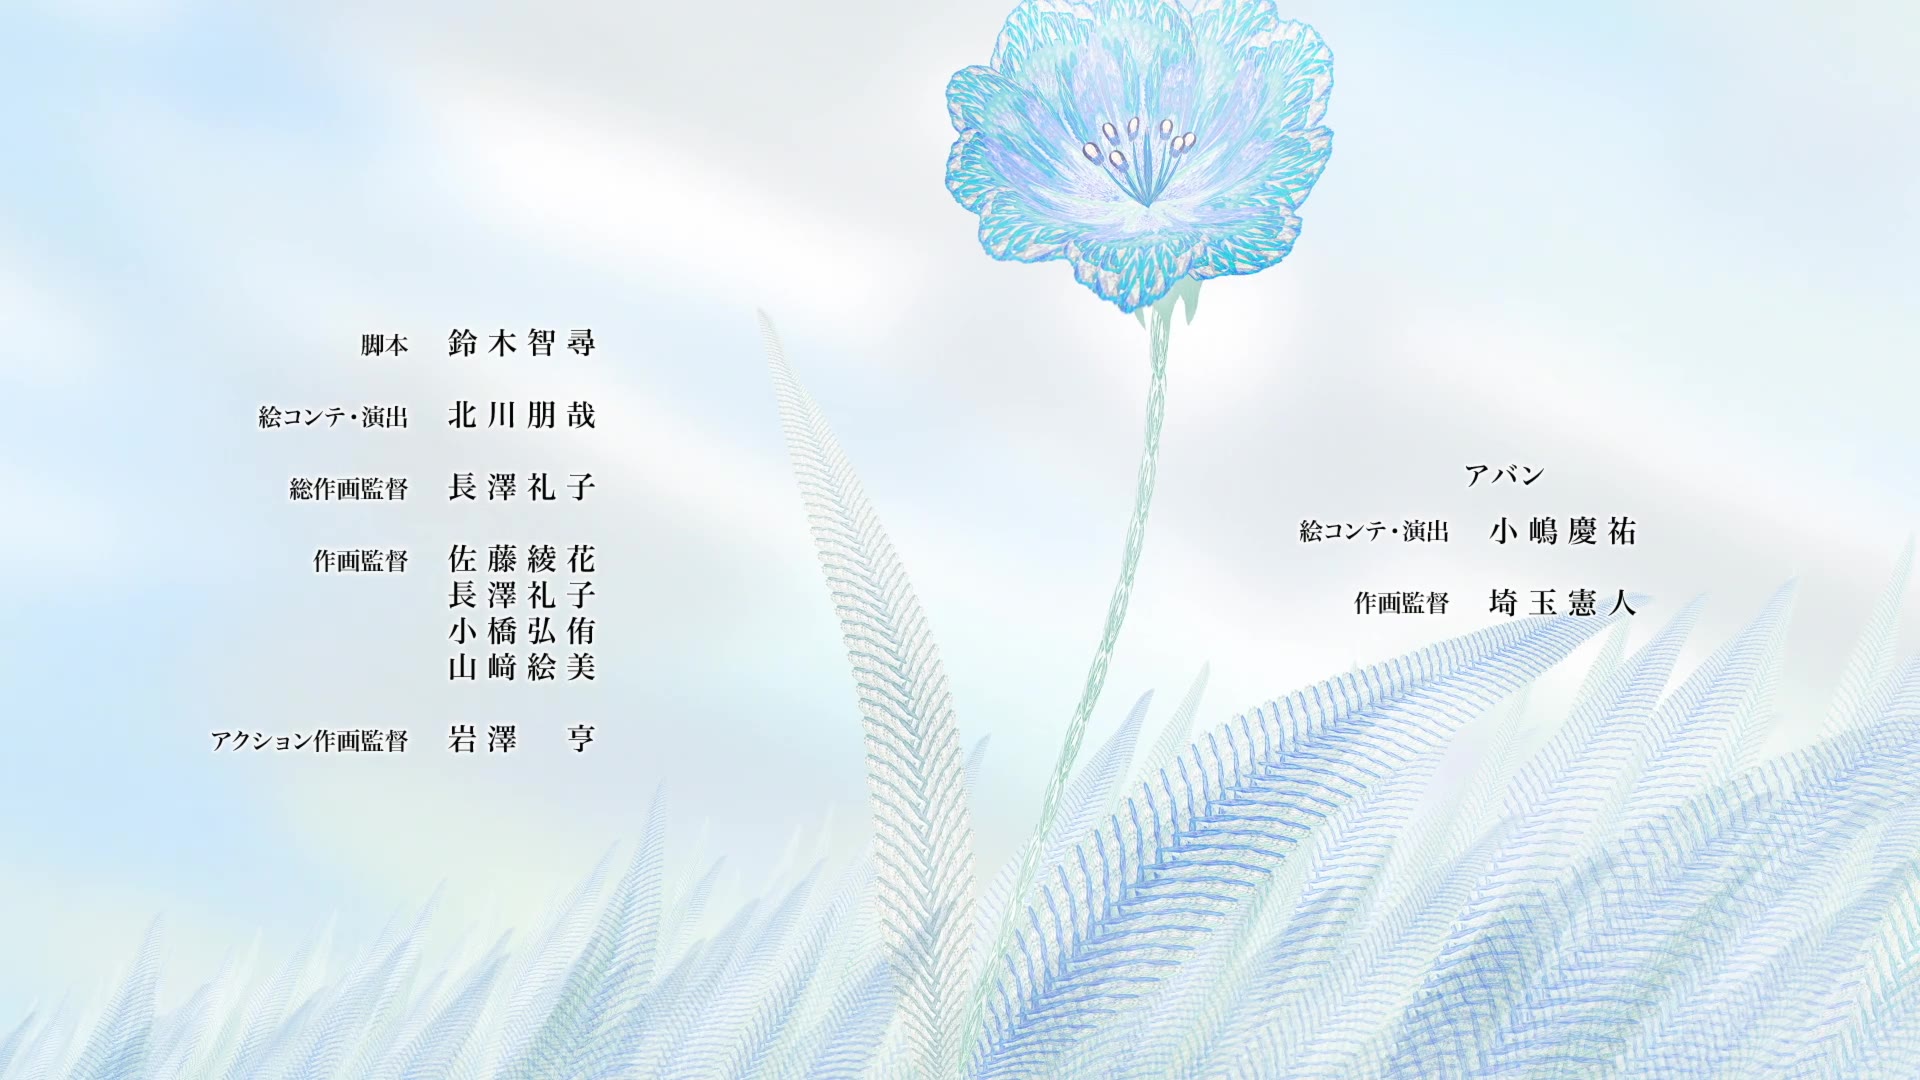 脚本 鈴木智尋
絵コンテ・演出 北川朋哉
総作画監督 長澤礼子
作画監督 佐藤綾花
長澤礼子
小橋弘侑
山﨑絵美
アクション作画監督 岩澤 亨
アバン
絵コンテ・演出 小嶋慶祐
作画監督 埼玉憲人